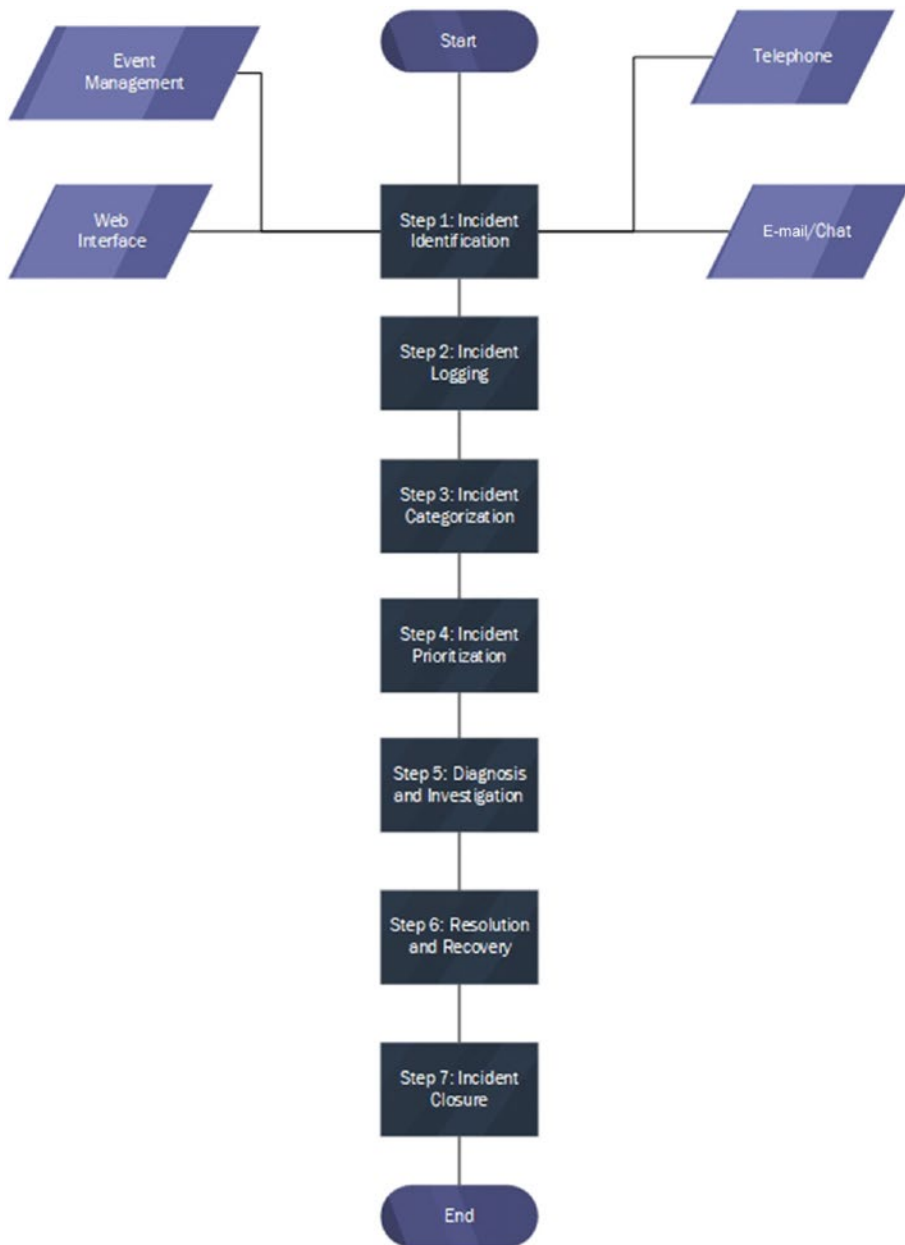 Event
Management
Start
Telephone
Web
Interface
Step 1: Incident
Identification
E-mail/Chat
Step 2: Incident
Logging
Step 3: Incident
Categorization
Step 4: Incident
Prioritization
Step 5: Diagnosis
and Investigation
Step 6: Resolution
and Recovery
Step 7: Incident
Closure
End